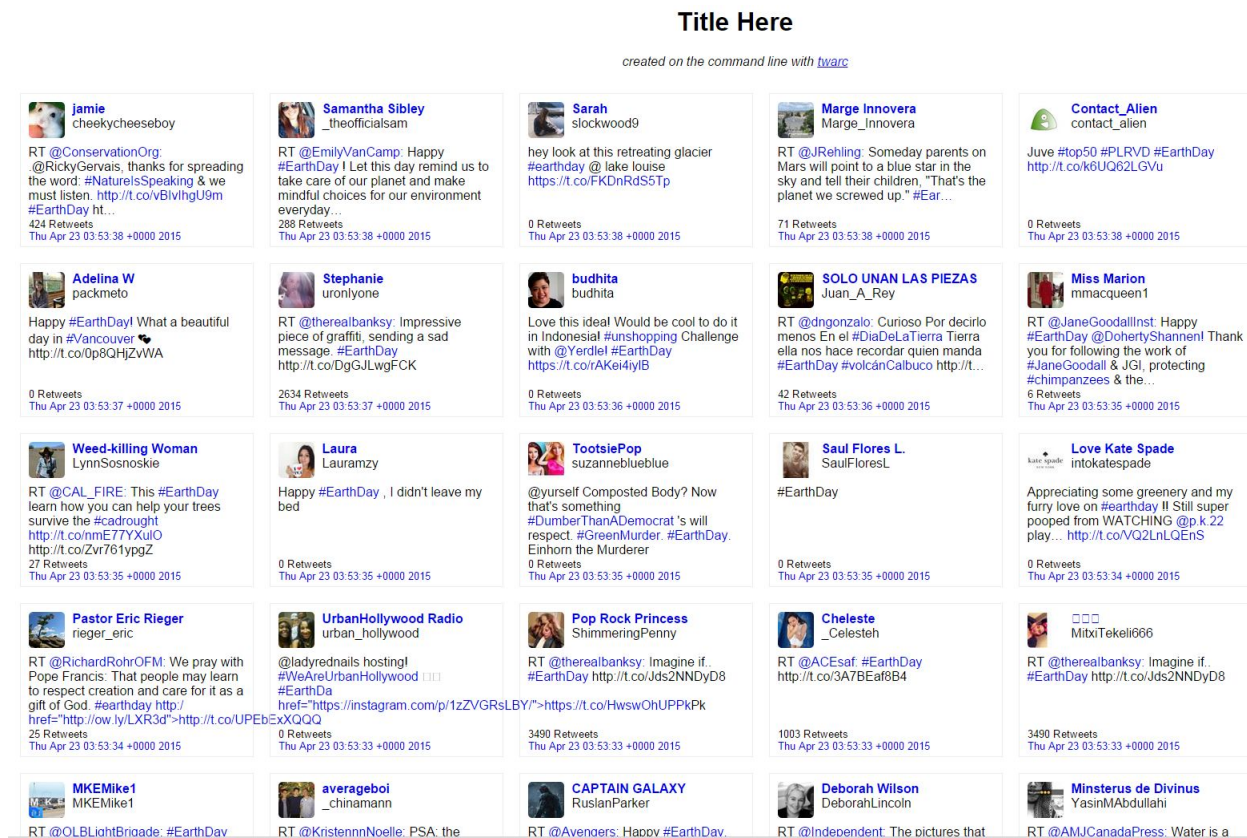 Title Here
created on the command line with twarc
jamie
cheekycheeseboy
RT @ConservationOrg:
.@RickyGervais, thanks for spreading
the word: #NatureIsSpeaking & we
must listen. http://t.co/vBIvIhgU9m
#EarthDay ht…
424 Retweets
Thu Apr 23 03:53:38 +0000 2015
Samantha Sibley
_theofficialsam
RT @EmilyVanCamp: Happy
#EarthDay ! Let this day remind us to
take care of our planet and make
mindful choices for our environment
everyday…
288 Retweets
Thu Apr 23 03:53:38 +0000 2015
Sarah
slockwood9
hey look at this retreating glacier
#earthday @ lake louise
https://t.co/FKDnRdS5Tp
0 Retweets
Thu Apr 23 03:53:38 +0000 2015
Marge Innovera
Marge_Innovera
RT @JRehling: Someday parents on
Mars will point to a blue star in the
sky and tell their children, "That's the
planet we screwed up." #Ear…
71 Retweets
Thu Apr 23 03:53:38 +0000 2015
Contact_Alien
contact_alien
Juve #top50 #PLRVD #EarthDay
http://t.co/k6UQ62LGVu
0 Retweets
Thu Apr 23 03:53:38 +0000 2015
Adelina W
packmeto
Happy #EarthDay! What a beautiful
day in #Vancouver
http://t.co/0p8QHjZvWA
0 Retweets
Thu Apr 23 03:53:37 +0000 2015
Stephanie
uronlyone
RT @therealbanksy: Impressive
piece of graffiti, sending a sad
message. #EarthDay
http://t.co/DgGJLwgFCK
2634 Retweets
Thu Apr 23 03:53:37 +0000 2015
budhita
budhita
Love this idea! Would be cool to do it
in Indonesia! #unshopping Challenge
with @Yerdle! #EarthDay
https://t.co/rAKei4iylB
0 Retweets
Thu Apr 23 03:53:36 +0000 2015
SOLO UNAN LAS PIEZAS
Juan_A_Rey
RT @dngonzalo: Curioso Por decirlo
menos En el #DiaDeLaTierra Tierra
ella nos hace recordar quien manda
#EarthDay #volcánCalbuco http://t…
42 Retweets
Thu Apr 23 03:53:36 +0000 2015
Miss Marion
mmacqueen1
RT @JaneGoodallInst: Happy
#EarthDay @DohertyShannen! Thank
you for following the work of
#JaneGoodall & JGI, protecting
#chimpanzees & the…
6 Retweets
Thu Apr 23 03:53:35 +0000 2015
Weed-killing Woman
LynnSosnoskie
RT @CAL_FIRE: This #EarthDay
learn how you can help your trees
survive the #cadrought
http://t.co/nmE77YXulO
http://t.co/Zvr761ypgZ
27 Retweets
Thu Apr 23 03:53:35 +0000 2015
Laura
Lauramzy
Happy #EarthDay , I didn't leave my
bed
0 Retweets
Thu Apr 23 03:53:35 +0000 2015
TootsiePop
suzanneblueblue
@yurself Composted Body? Now
that's something
#DumberThanADemocrat 's will
respect. #GreenMurder. #EarthDay.
Einhorn the Murderer
0 Retweets
Thu Apr 23 03:53:35 +0000 2015
Saul Flores L.
SaulFloresL
#EarthDay
0 Retweets
Thu Apr 23 03:53:35 +0000 2015
kate spade
Love Kate Spade
intokatespade
Appreciating some greenery and my
furry love on #earthday !! Still super
pooped from WATCHING @p.k.22
play… http://t.co/VQ2LnLQEnS
0 Retweets
Thu Apr 23 03:53:34 +0000 2015
Pastor Eric Rieger
rieger_eric
RT @RichardRohrOFM: We pray with
Pope Francis: That people may learn
to respect creation and care for it as a
gift of God. #earthday http:/
href="http://ow.ly/LXR3d">http://t.co/UPEbExXQQQ
25 Retweets
Thu Apr 23 03:53:34 +0000 2015
UrbanHollywood Radio
urban_hollywood
@ladyrednails hosting!
#WeAreUrbanHollywood
#EarthDa
href="https://instagram.com/p/1zZVGRsLBY/">https://t.co/HwswOhUPPkPk
0 Retweets
Thu Apr 23 03:53:33 +0000 2015
Pop Rock Princess
ShimmeringPenny
RT @therealbanksy: Imagine if..
#EarthDay http://t.co/Jds2NNDyD8
3490 Retweets
Thu Apr 23 03:53:33 +0000 2015
Cheleste
_Celesteh
RT @ACEsaf: #EarthDay
http://t.co/3A7BEaf8B4
1003 Retweets
Thu Apr 23 03:53:33 +0000 2015
MitxiTekeli666
RT @therealbanksy: Imagine if..
#EarthDay http://t.co/Jds2NNDyD8
3490 Retweets
Thu Apr 23 03:53:33 +0000 2015
MKEMike1
MKEMike1
RT @OLBLightBrigade: #EarthDay
averageboi
_chinamann
RT @KristennnNoelle: PSA: the
CAPTAIN GALAXY
RuslanParker
RT @Avengers: Happy #EarthDay,
Deborah Wilson
DeborahLincoln
RT @Independent: The pictures that
Minsterus de Divinus
YasinMAbdullahi
RT @AMJCanadaPress: Water is a